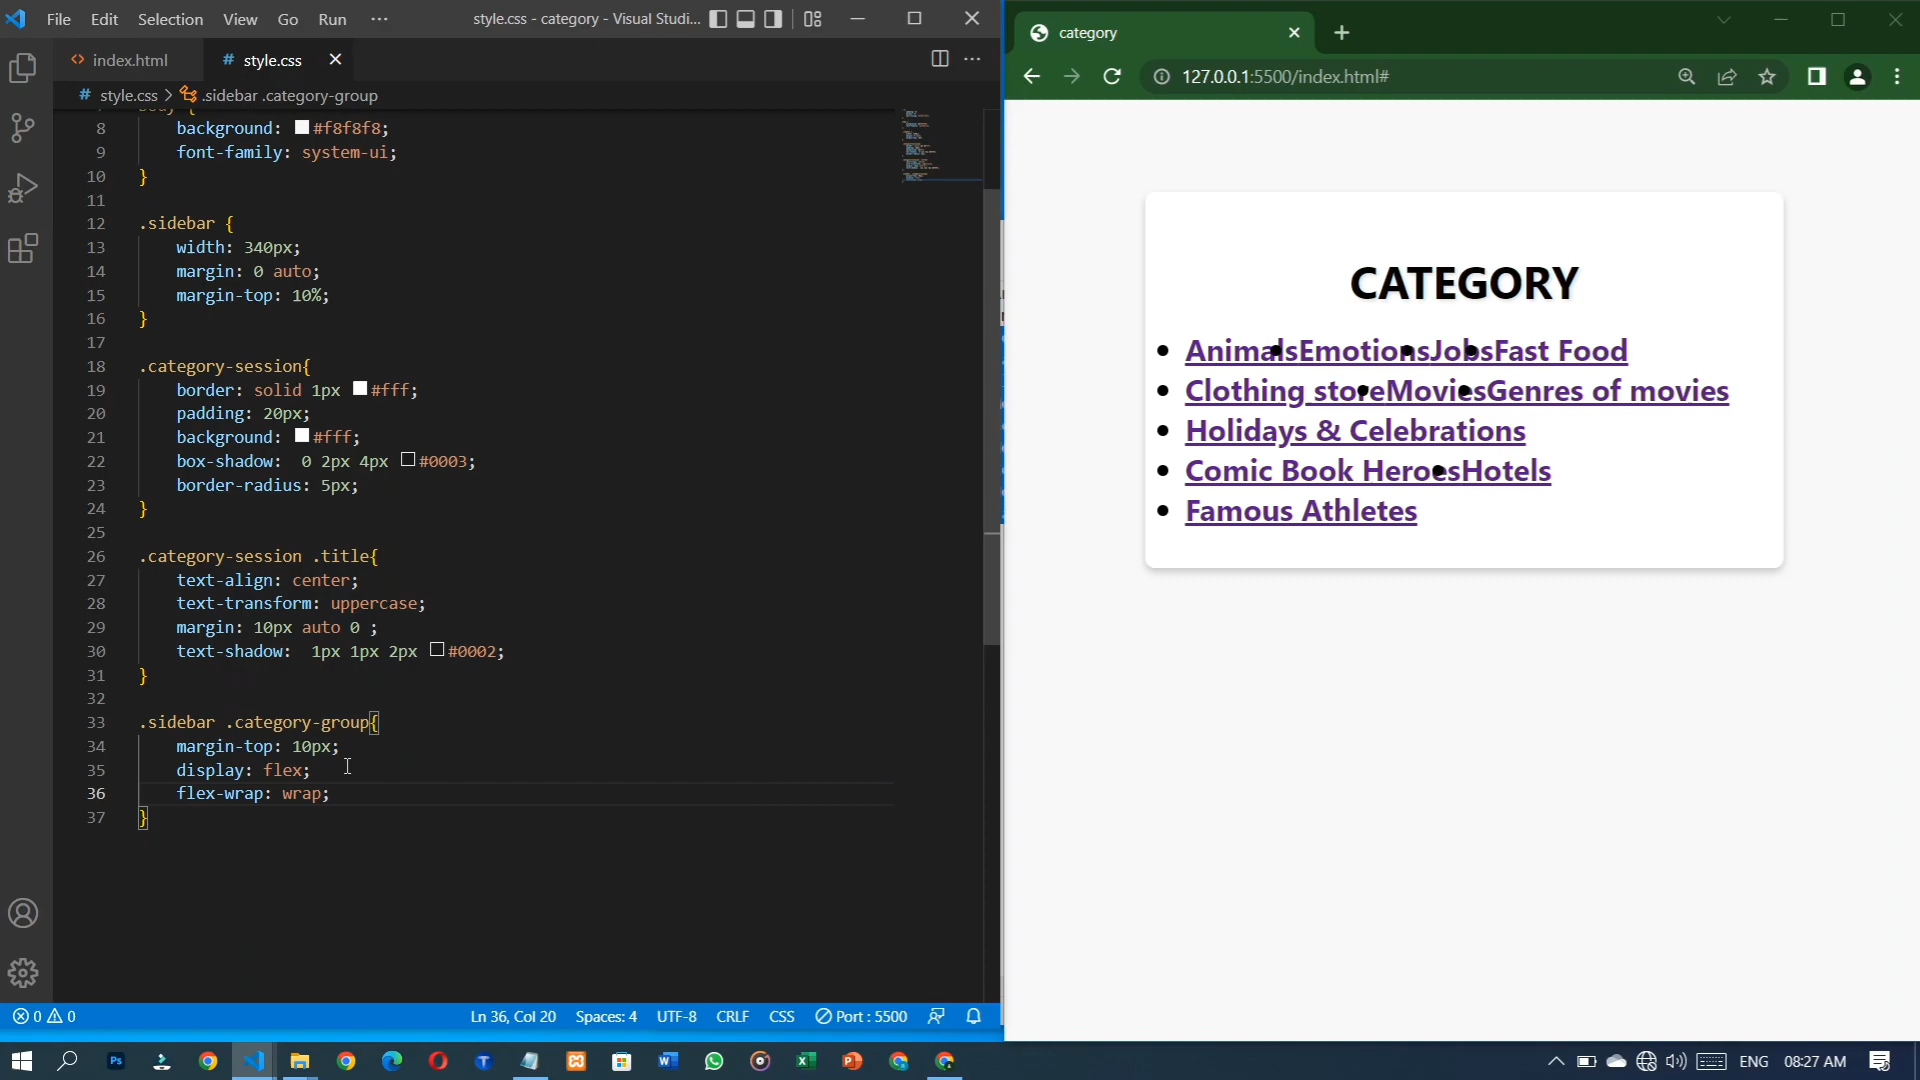 File Edit Selection View Go Run ···
style.css - category - Visual Studi...
index.html
# style.css
# style.css > .sidebar .category-group
8 background: #f8f8f8;
9 font-family: system-ui;
10 }
11
12 .sidebar {
13 width: 340px;
14 margin: 0 auto;
15 margin-top: 10%;
16 }
17
18 .category-session{
19 border: solid 1px #fff;
20 padding: 20px;
21 background: #fff;
22 box-shadow:  0 2px 4px #0003;
23 border-radius: 5px;
24 }
25
26 .category-session .title{
27 text-align: center;
28 text-transform: uppercase;
29 margin: 10px auto 0 ;
30 text-shadow:  1px 1px 2px #0002;
31 }
32
33 .sidebar .category-group{
34 margin-top: 10px;
35 display: flex;
36 flex-wrap: wrap;
37 }
0 0
Ln 36, Col 20 Spaces: 4 UTF-8 CRLF CSS Port : 5500
category
127.0.0.1:5500/index.html#
CATEGORY
AnimalsEmotionsJobsFast Food
Clothing storeMoviesGenres of movies
Holidays & Celebrations
Comic Book HeroesHotels
Famous Athletes
ENG 08:27 AM